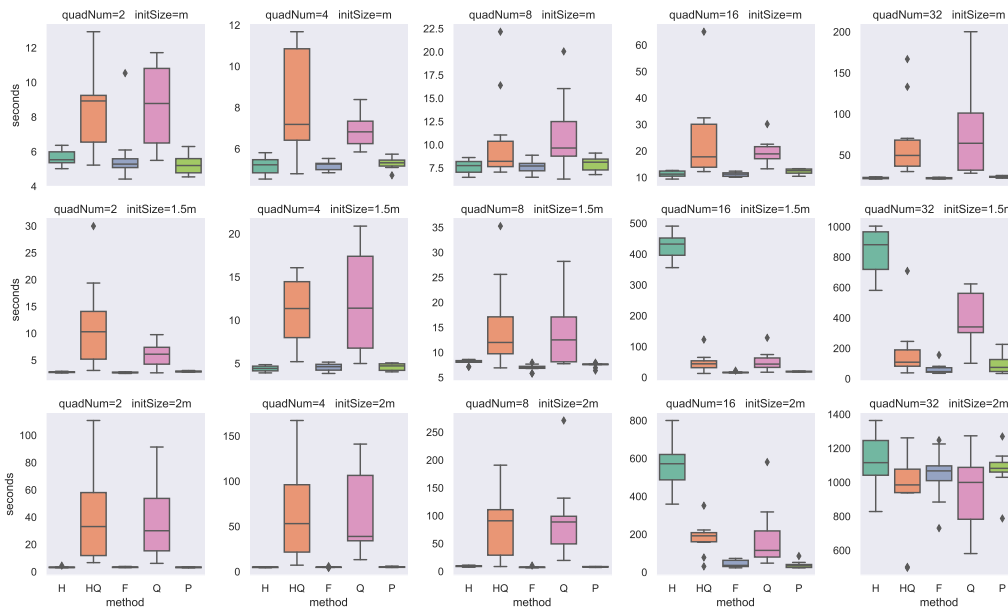 quadNum=2 initSize=m
quadNum=4 initSize=m
quadNum=8 initSize=m
quadNum=16 initSize=m
quadNum=32 initSize=m
seconds
12
10
8
6
4
12
10
8
6
22.5
20.0
17.5
15.0
12.5
10.0
7.5
5.0
60
50
40
30
20
10
200
150
100
50
quadNum=2 initSize=1.5m
quadNum=4 initSize=1.5m
quadNum=8 initSize=1.5m
quadNum=16 initSize=1.5m
quadNum=32 initSize=1.5m
seconds
30
25
20
15
10
5
20
15
10
5
35
30
25
20
15
10
5
500
400
300
200
100
0
1000
800
600
400
200
0
quadNum=2 initSize=2m
quadNum=4 initSize=2m
quadNum=8 initSize=2m
quadNum=16 initSize=2m
quadNum=32 initSize=2m
seconds
100
80
60
40
20
0
150
100
50
0
250
200
150
100
50
0
800
600
400
200
0
1400
1200
1000
800
600
H HQ F Q P
H HQ F Q P
H HQ F Q P
H HQ F Q P
H HQ F Q P
method
method
method
method
method